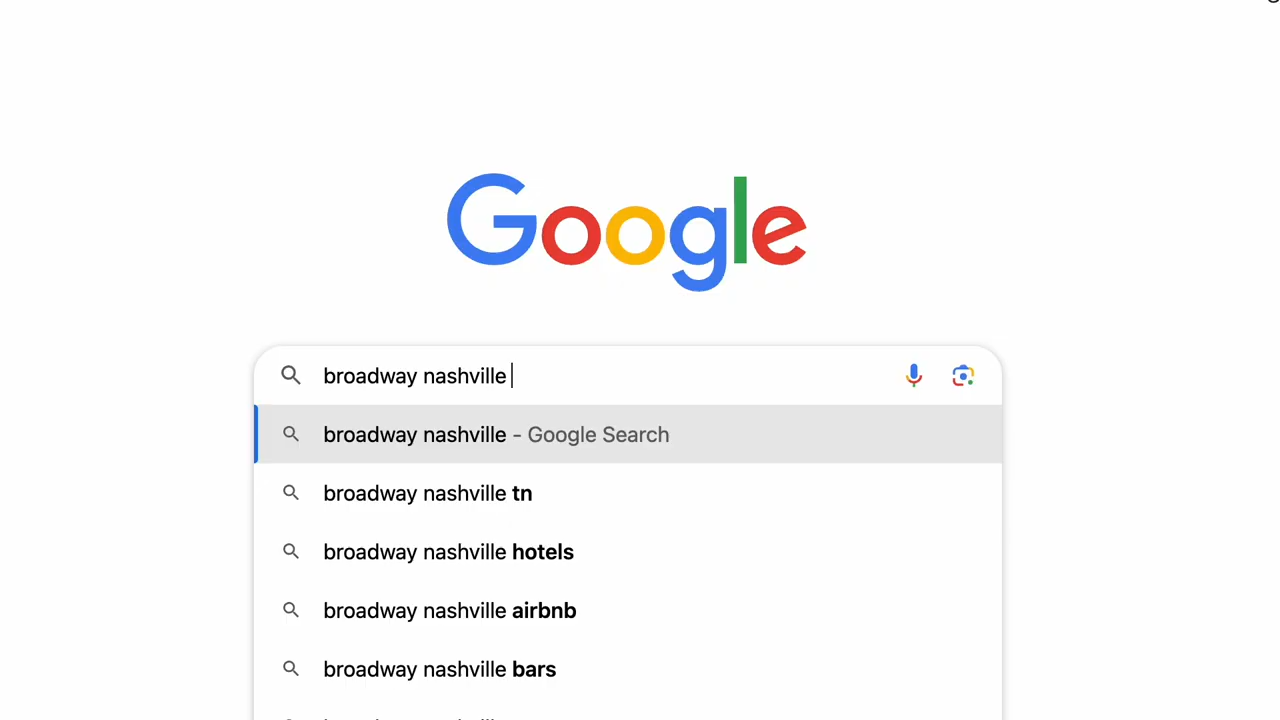 Google
broadway nashville
broadway nashville - Google Search
broadway nashville tn
broadway nashville hotels
broadway nashville airbnb
broadway nashville bars